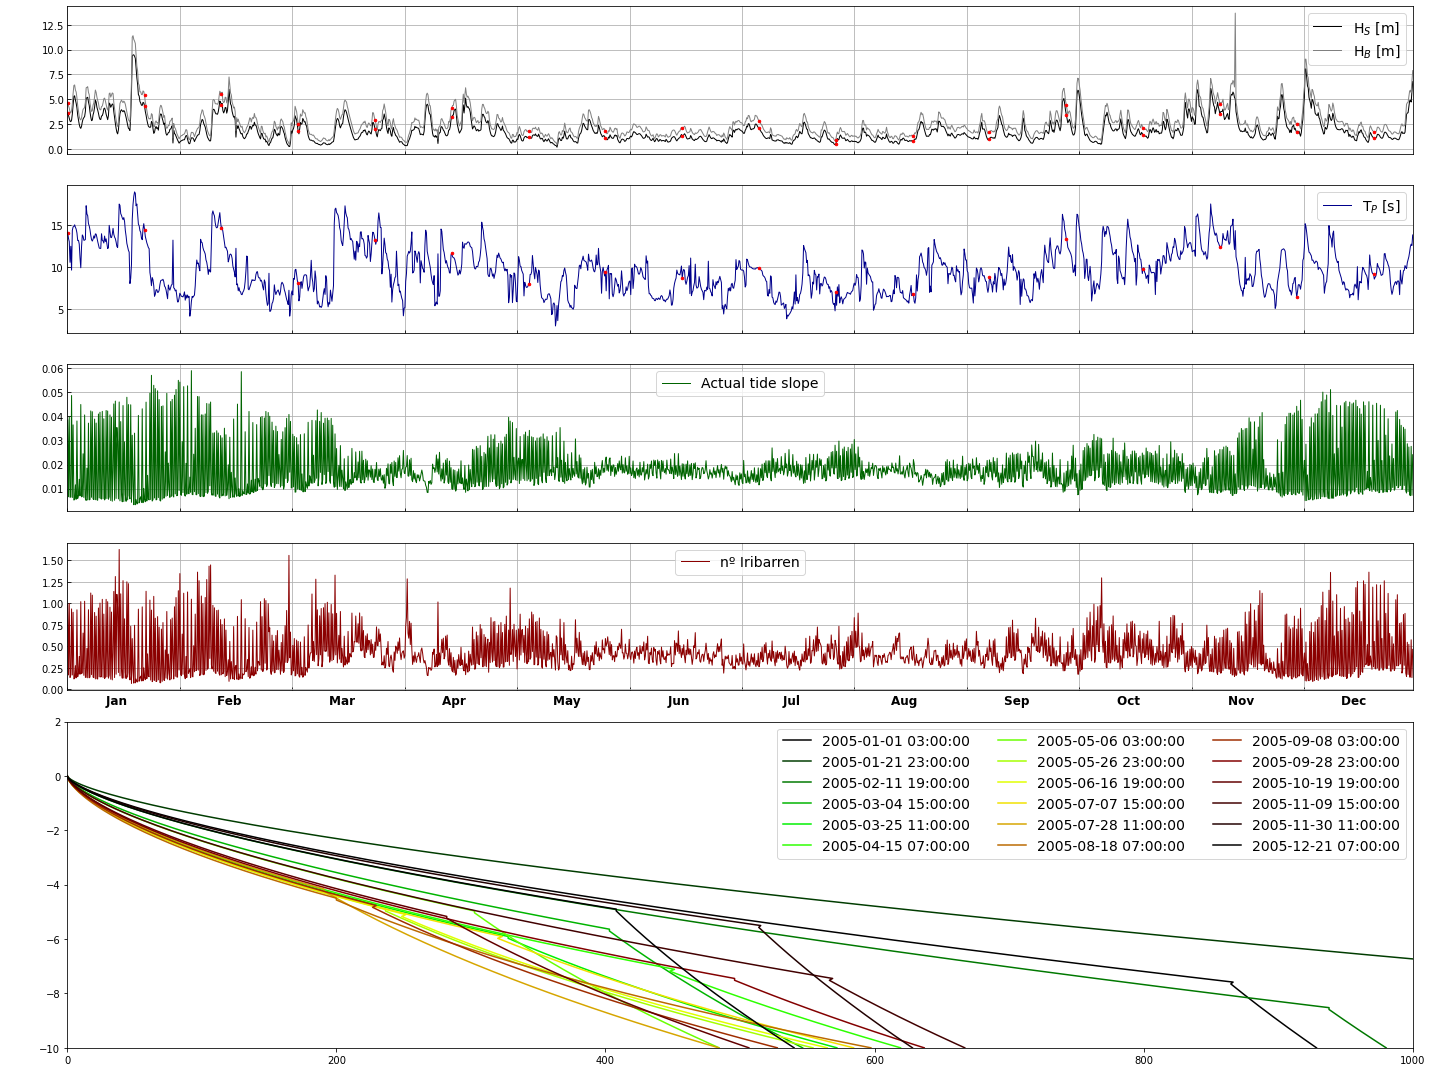 12.5
10.0
7.5
5.0
2.5
0.0
H_S [m]
H_B [m]
15
10
5
T_P [s]
0.06
0.05
0.04
0.03
0.02
0.01
Actual tide slope
1.50
1.25
1.00
0.75
0.50
0.25
0.00
nº Iribarren
Jan Feb Mar Apr May Jun Jul Aug Sep Oct Nov Dec
2
0
−2
−4
−6
−8
−10
2005-01-01 03:00:00 2005-05-06 03:00:00 2005-09-08 03:00:00
2005-01-21 23:00:00 2005-05-26 23:00:00 2005-09-28 23:00:00
2005-02-11 19:00:00 2005-06-16 19:00:00 2005-10-19 19:00:00
2005-03-04 15:00:00 2005-07-07 15:00:00 2005-11-09 15:00:00
2005-03-25 11:00:00 2005-07-28 11:00:00 2005-11-30 11:00:00
2005-04-15 07:00:00 2005-08-18 07:00:00 2005-12-21 07:00:00
0 200 400 600 800 1000